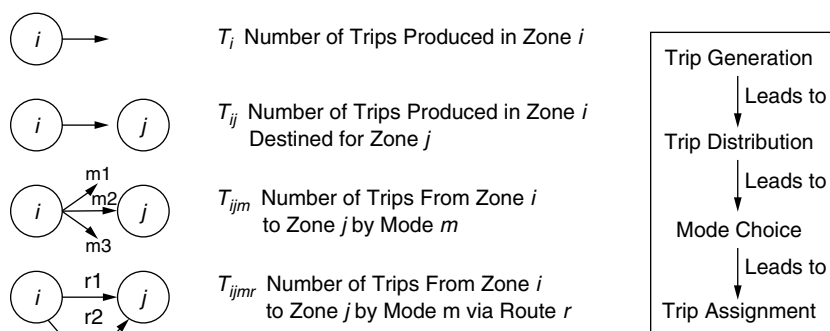 i
T_i Number of Trips Produced in Zone i
i
j
T_ij Number of Trips Produced in Zone i
Destined for Zone j
m1
i
m2
j
m3
T_ijm Number of Trips From Zone i
to Zone j by Mode m
i
r1
j
r2
T_ijmr Number of Trips From Zone i
to Zone j by Mode m via Route r
Trip Generation
Leads to
Trip Distribution
Leads to
Mode Choice
Leads to
Trip Assignment